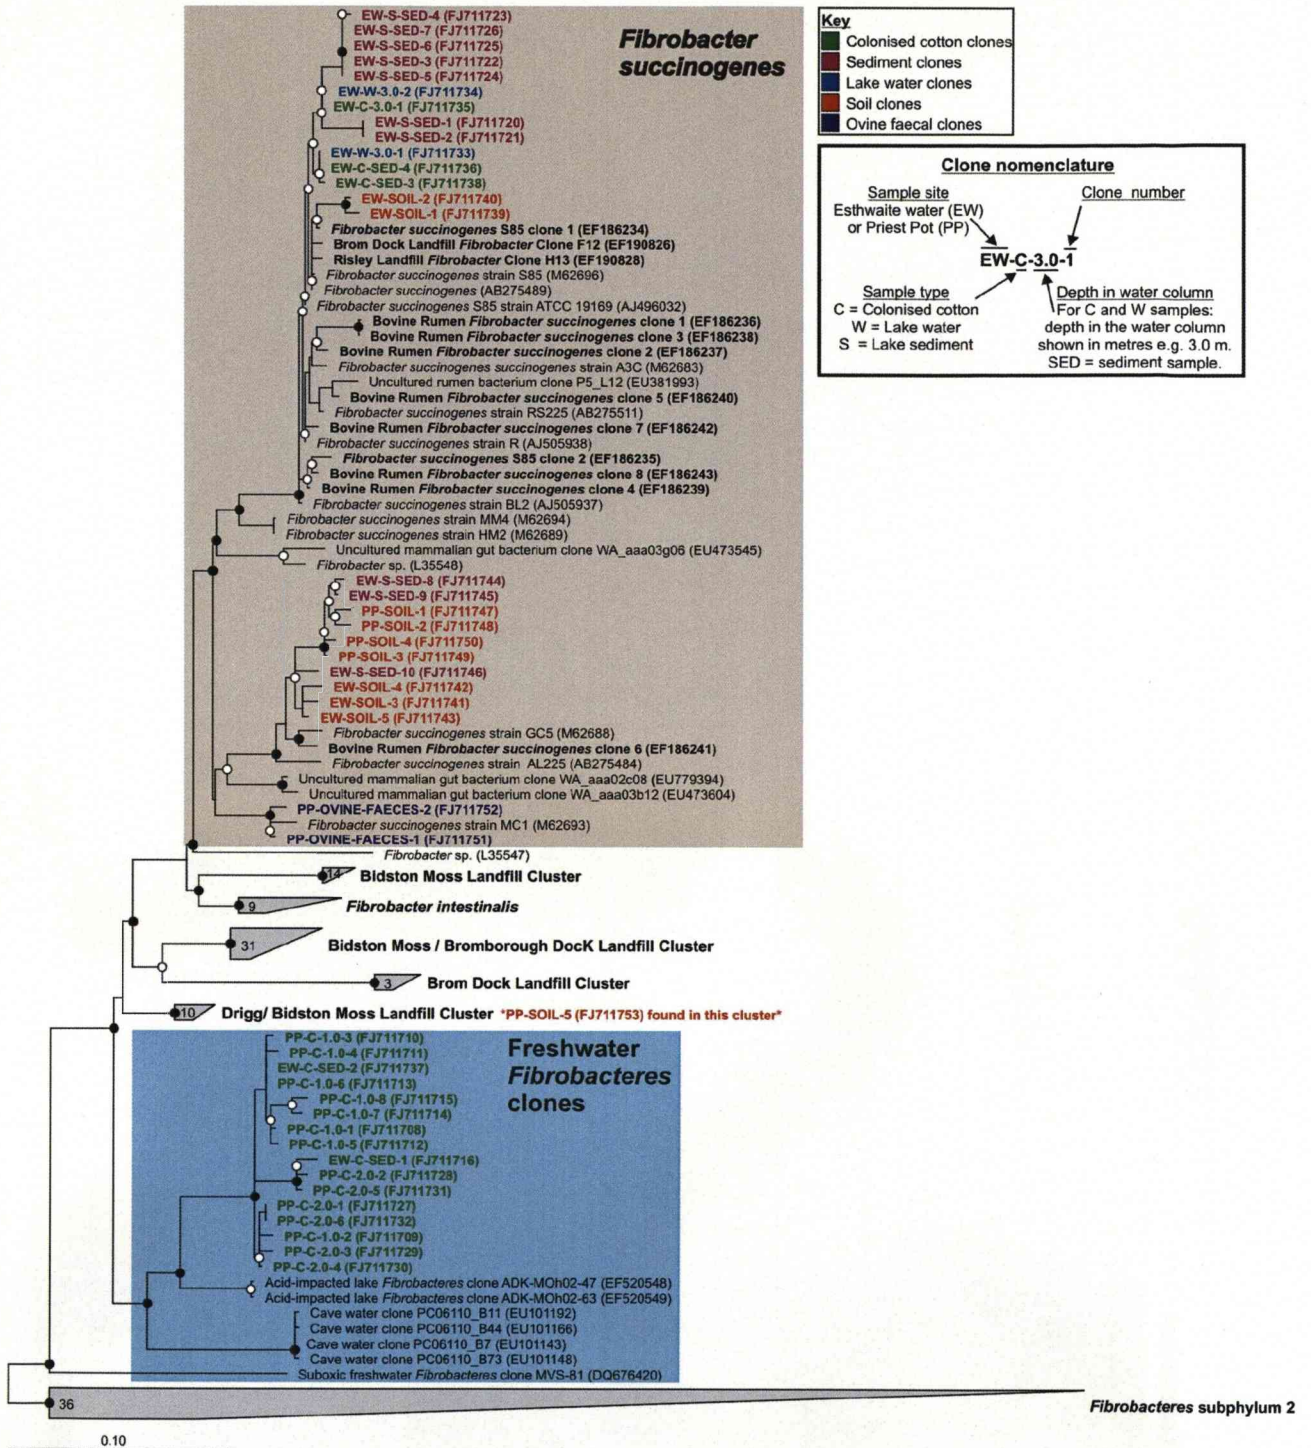 EW-S-SED-4 (FJ711723)
EW-S-SED-7 (FJ711726)
EW-S-SED-6 (FJ711725)
EW-S-SED-3 (FJ711722)
EW-S-SED-5 (FJ711724)
EW-W-3.0-2 (FJ711734)
EW-C-3.0-1 (FJ711735)
EW-S-SED-1 (FJ711720)
EW-S-SED-2 (FJ711721)
EW-W-3.0-1 (FJ711733)
EW-C-SED-4 (FJ711736)
EW-C-SED-3 (FJ711738)
EW-SOIL-2 (FJ711740)
EW-SOIL-1 (FJ711739)
Fibrobacter succinogenes S85 clone 1 (EF186234)
Brom Dock Landfill Fibrobacter Clone F12 (EF190826)
Risley Landfill Fibrobacter Clone H13 (EF190828)
Fibrobacter succinogenes strain S85 (M62696)
Fibrobacter succinogenes (AB275489)
Fibrobacter succinogenes S85 strain ATCC 19169 (AJ496032)
Bovine Rumen Fibrobacter succinogenes clone 1 (EF186236)
Bovine Rumen Fibrobacter succinogenes clone 3 (EF186238)
Bovine Rumen Fibrobacter succinogenes clone 2 (EF186237)
Fibrobacter succinogenes succinogenes strain A3C (M62683)
Uncultured rumen bacterium clone P5_L12 (EU381993)
Bovine Rumen Fibrobacter succinogenes clone 5 (EF186240)
Fibrobacter succinogenes strain RS225 (AB275511)
Bovine Rumen Fibrobacter succinogenes clone 7 (EF186242)
Fibrobacter succinogenes strain R (AJ505938)
Fibrobacter succinogenes S85 clone 2 (EF186235)
Bovine Rumen Fibrobacter succinogenes clone 8 (EF186243)
Bovine Rumen Fibrobacter succinogenes clone 4 (EF186239)
Fibrobacter succinogenes strain BL2 (AJ505937)
Fibrobacter succinogenes strain MM4 (M62694)
Fibrobacter succinogenes strain HM2 (M62689)
Uncultured mammalian gut bacterium clone WA_aaa03g06 (EU473545)
Fibrobacter sp. (L35548)
EW-S-SED-8 (FJ711744)
EW-S-SED-9 (FJ711745)
PP-SOIL-1 (FJ711747)
PP-SOIL-2 (FJ711748)
PP-SOIL-4 (FJ711750)
PP-SOIL-3 (FJ711749)
EW-S-SED-10 (FJ711746)
EW-SOIL-4 (FJ711742)
EW-SOIL-3 (FJ711741)
EW-SOIL-5 (FJ711743)
Fibrobacter succinogenes strain GC5 (M62688)
Bovine Rumen Fibrobacter succinogenes clone 6 (EF186241)
Fibrobacter succinogenes strain AL225 (AB275484)
Uncultured mammalian gut bacterium clone WA_aaa02c08 (EU779394)
Uncultured mammalian gut bacterium clone WA_aaa03b12 (EU473604)
PP-OVINE-FAECES-2 (FJ711752)
Fibrobacter succinogenes strain MC1 (M62693)
PP-OVINE-FAECES-1 (FJ711751)
Fibrobacter
succinogenes
Key
Colonised cotton clones
Sediment clones
Lake water clones
Soil clones
Ovine faecal clones
Clone nomenclature
Sample site
Esthwaite water (EW)
or Priest Pot (PP)
Clone number
EW-C-3.0-1
Sample type
C = Colonised cotton
W = Lake water
S = Lake sediment
Depth in water column
For C and W samples:
depth in the water column
shown in metres e.g. 3.0 m.
SED = sediment sample.
Fibrobacter sp. (L35547)
14 Bidston Moss Landfill Cluster
9 Fibrobacter intestinalis
31 Bidston Moss / Bromborough DocK Landfill Cluster
3 Brom Dock Landfill Cluster
10 Drigg/ Bidston Moss Landfill Cluster *PP-SOIL-5 (FJ711753) found in this cluster*
PP-C-1.0-3 (FJ711710)
PP-C-1.0-4 (FJ711711)
EW-C-SED-2 (FJ711737)
PP-C-1.0-6 (FJ711713)
PP-C-1.0-8 (FJ711715)
PP-C-1.0-7 (FJ711714)
PP-C-1.0-1 (FJ711708)
PP-C-1.0-5 (FJ711712)
EW-C-SED-1 (FJ711716)
PP-C-2.0-2 (FJ711728)
PP-C-2.0-5 (FJ711731)
PP-C-2.0-1 (FJ711727)
PP-C-2.0-6 (FJ711732)
PP-C-1.0-2 (FJ711709)
PP-C-2.0-3 (FJ711729)
PP-C-2.0-4 (FJ711730)
Acid-impacted lake Fibrobacteres clone ADK-MOh02-47 (EF520548)
Acid-impacted lake Fibrobacteres clone ADK-MOh02-63 (EF520549)
Cave water clone PC06110_B11 (EU101192)
Cave water clone PC06110_B44 (EU101166)
Cave water clone PC06110_B7 (EU101143)
Cave water clone PC06110_B73 (EU101148)
Suboxic freshwater Fibrobacteres clone MVS-81 (DQ676420)
Freshwater
Fibrobacteres
clones
36
Fibrobacteres subphylum 2
0.10